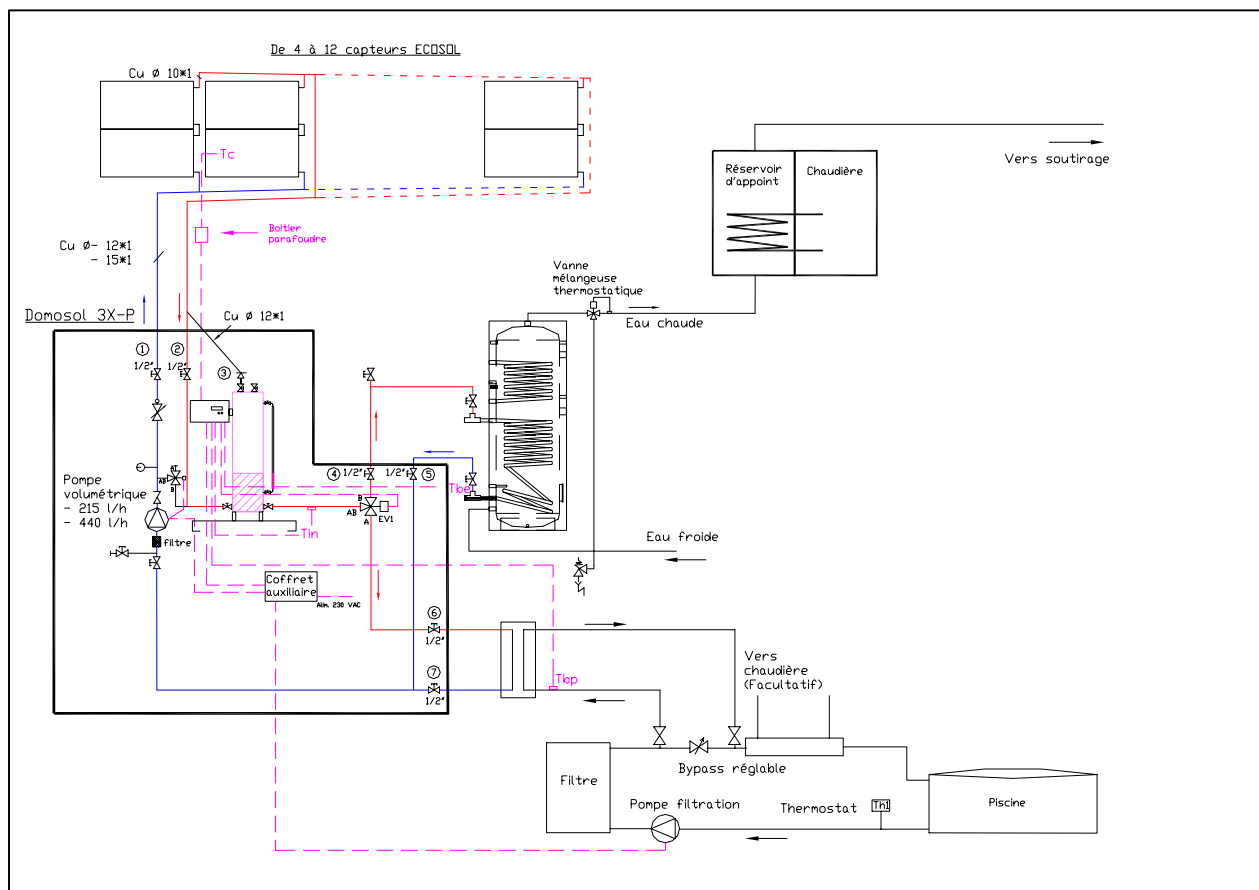 De 4 à 12 capteurs ECOSOL
Cu Ø 10*1
Tc
Réservoir
d'appoint
Chaudière
Vers soutirage
Boitier
parafoudre
Cu Ø- 12*1
- 15*1
Vanne
mélangeuse
thermostatique
Eau chaude
Domosol 3X-P
Cu Ø 12*1
1
2
1/2"
1/2"
3
4
1/2"
1/2"
5
Pompe
volumétrique
- 215 l/h
- 440 l/h
AT
AB
B
Tbe
B
AB
A
EV1
Tin
filtre
Eau froide
Coffret
auxiliaire
Alim. 230 VAC
6
1/2"
7
1/2"
Tbp
Vers
chaudière
(Facultatif)
Filtre
Bypass réglable
Pompe filtration
Thermostat
Th1
Piscine